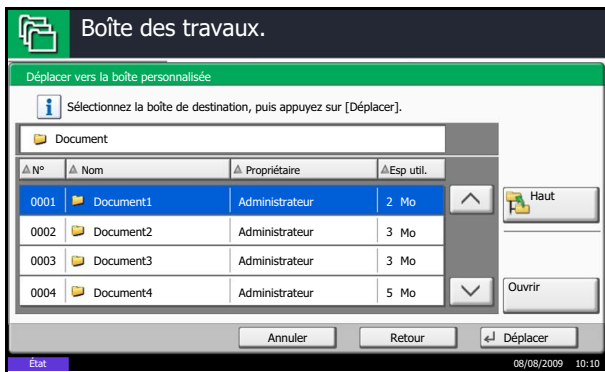 Boîte des travaux.
Déplacer vers la boîte personnalisée
i Sélectionnez la boîte de destination, puis appuyez sur [Déplacer].
Document
N° Nom Propriétaire Esp util.
0001 Document1 Administrateur 2 Mo
0002 Document2 Administrateur 3 Mo
0003 Document3 Administrateur 3 Mo
0004 Document4 Administrateur 5 Mo
Haut
Ouvrir
Annuler Retour Déplacer
État 08/08/2009 10:10